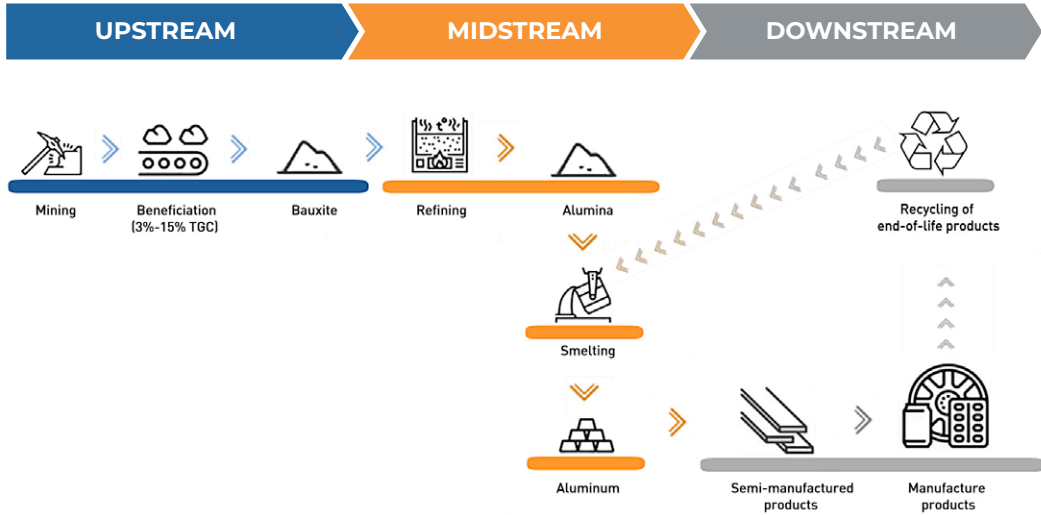 UPSTREAM
MIDSTREAM
DOWNSTREAM
t°
Mining
Beneficiation
(3%-15% TGC)
Bauxite
Refining
Alumina
Recycling of
end-of-life products
Smelting
Aluminum
Semi-manufactured
products
Manufacture
products